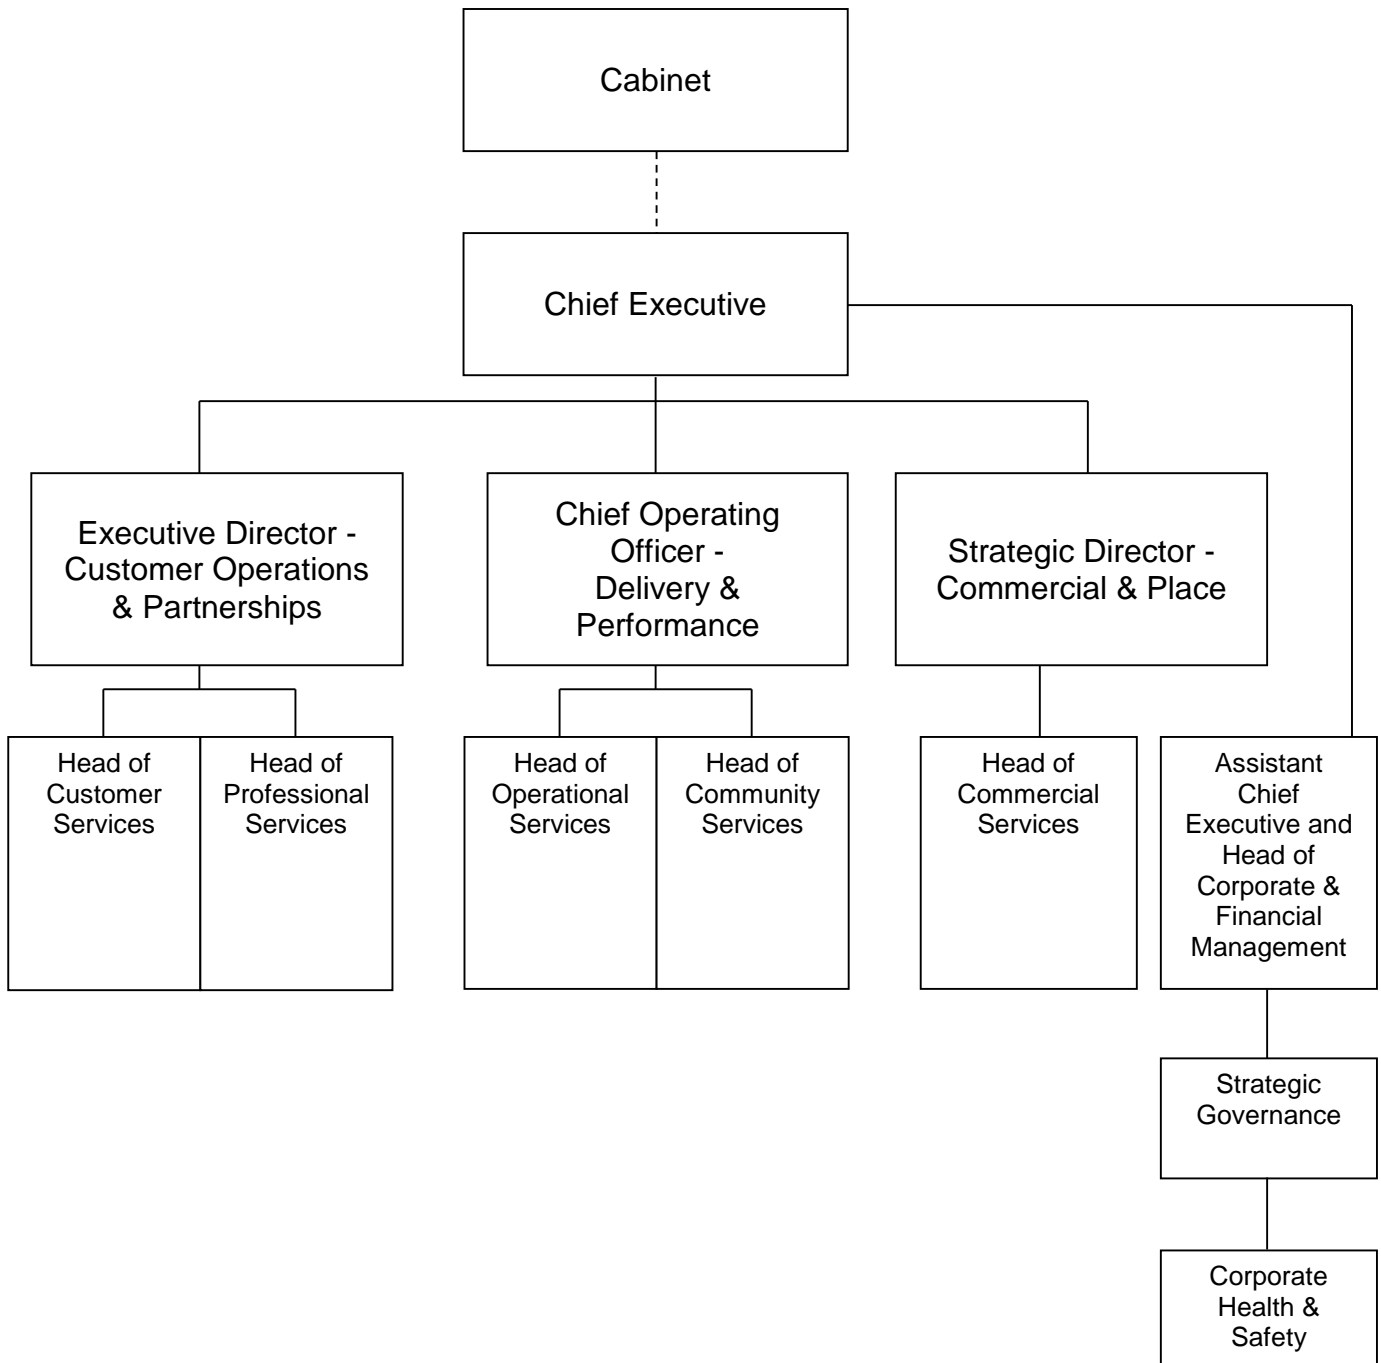 Cabinet
Chief Executive
Executive Director -
Customer Operations
& Partnerships
Chief Operating
Officer -
Delivery &
Performance
Strategic Director -
Commercial & Place
Head of
Customer
Services
Head of
Professional
Services
Head of
Operational
Services
Head of
Community
Services
Head of
Commercial
Services
Assistant
Chief
Executive and
Head of
Corporate &
Financial
Management
Strategic
Governance
Corporate
Health &
Safety